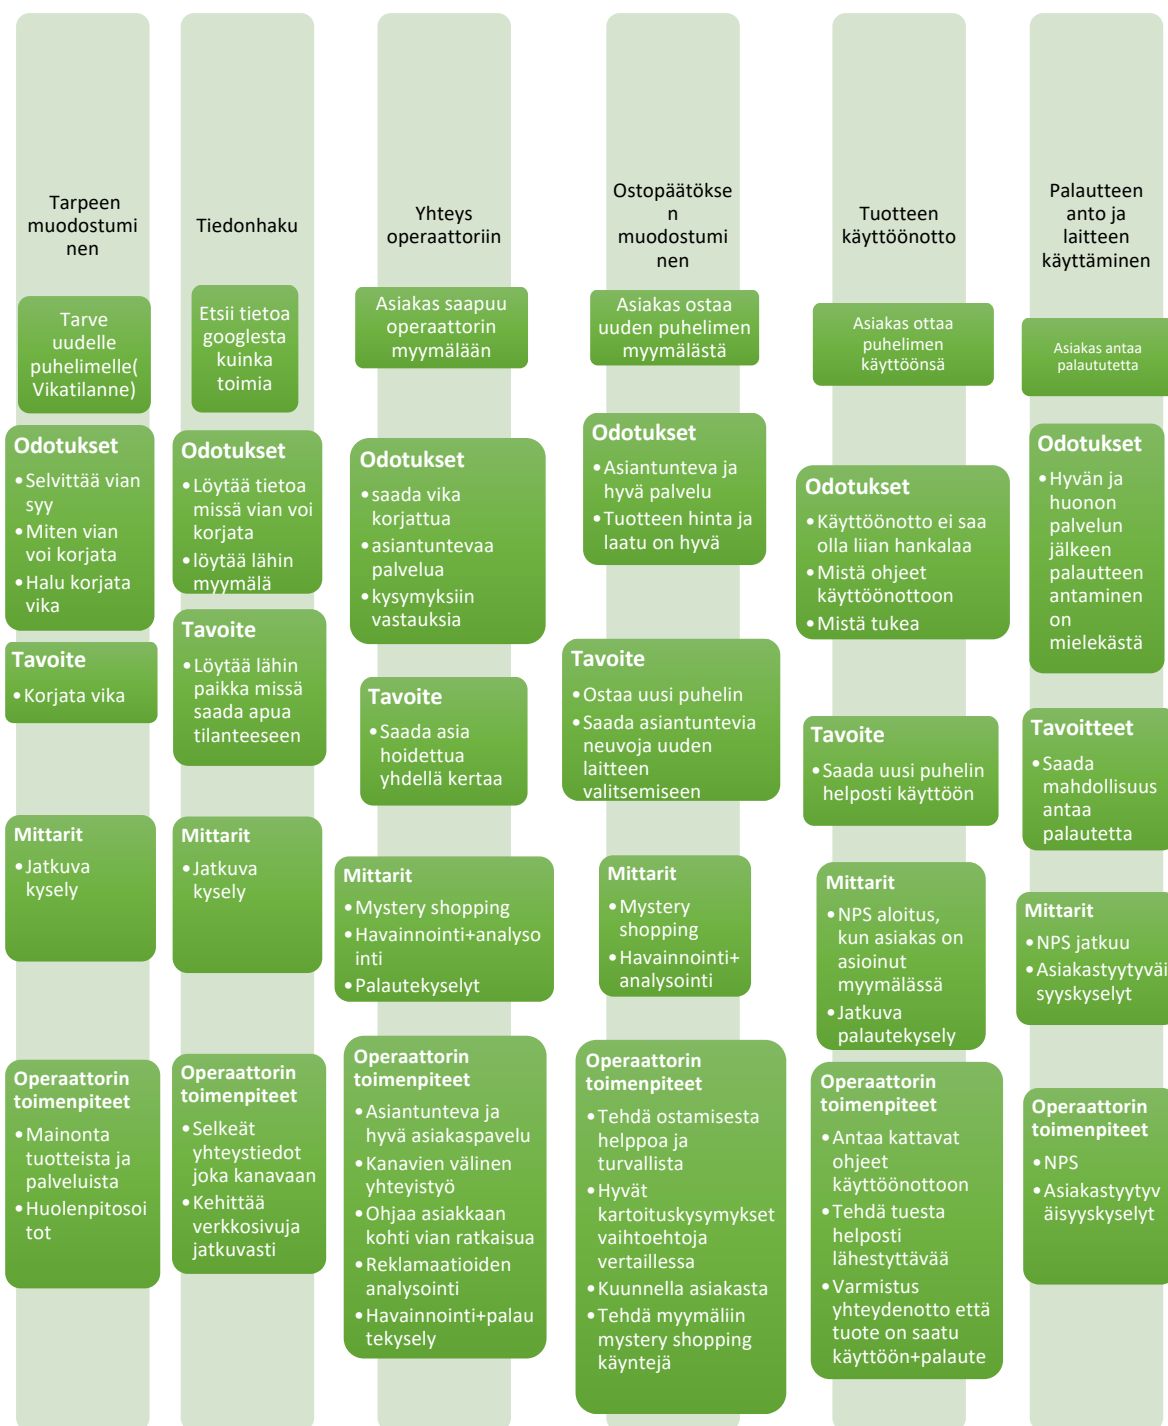 Tarpeen
muodostumi
nen
Tarve
uudelle
puhelimelle(
Vikatilanne)
Odotukset
•Selvittää vian
syy
•Miten vian
voi korjata
•Halu korjata
vika
Tavoite
•Korjata vika
Mittarit
•Jatkuva
kysely
Operaattorin
toimenpiteet
•Mainonta
tuotteista ja
palveluista
•Huolenpitosoi
tot
Tiedonhaku
Etsii tietoa
googlesta
kuinka
toimia
Odotukset
•Löytää tietoa
missä vian voi
korjata
•löytää lähin
myymälä
Tavoite
•Löytää lähin
paikka missä
saada apua
tilanteeseen
Mittarit
•Jatkuva
kysely
Operaattorin
toimenpiteet
•Selkeät
yhteystiedot
joka kanavaan
•Kehittää
verkkosivuja
jatkuvasti
Yhteys
operaattoriin
Asiakas saapuu
operaattorin
myymälään
Odotukset
•saada vika
korjattua
•asiantuntevaa
palvelua
•kysymyksiin
vastauksia
Tavoite
•Saada asia
hoidettua
yhdellä kertaa
Mittarit
•Mystery shopping
•Havainnointi+analyso
inti
•Palautekyselyt
Operaattorin
toimenpiteet
•Asiantunteva ja
hyvä asiakaspavelu
•Kanavien välinen
yhteyistyö
•Ohjaa asiakkaan
kohti vian ratkaisua
•Reklamaatioiden
analysointi
•Havainnointi+palau
tekysely
Ostopäätökse
n
muodostumi
nen
Asiakas ostaa
uuden puhelimen
myymälästä
Odotukset
•Asiantunteva ja
hyvä palvelu
•Tuotteen hinta ja
laatu on hyvä
Tavoite
•Ostaa uusi puhelin
•Saada asiantuntevia
neuvoja uuden
laitteen
valitsemiseen
Mittarit
•Mystery
shopping
•Havainnointi+
analysointi
Operaattorin
toimenpiteet
•Tehdä ostamisesta
helppoa ja
turvallista
•Hyvät
kartoituskysymykset
vaihtoehtoja
vertaillessa
•Kuunnella asiakasta
•Tehdä myymäliin
mystery shopping
käyntejä
Tuotteen
käyttöönotto
Asiakas ottaa
puhelimen
käyttöönsä
Odotukset
•Käyttöönotto ei saa
olla liian hankalaa
•Mistä ohjeet
käyttöönottoon
•Mistä tukea
Tavoite
•Saada uusi puhelin
helposti käyttöön
Mittarit
•NPS aloitus,
kun asiakas on
asioinut
myymälässä
•Jatkuva
palautekysely
Operaattorin
toimenpiteet
•Antaa kattavat
ohjeet
käyttöönottoon
•Tehdä tuesta
helposti
lähestyttävää
•Varmistus
yhteydenotto että
tuote on saatu
käyttöön+palaute
Palautteen
anto ja
laitteen
käyttäminen
Asiakas antaa
palaututetta
Odotukset
•Hyvän ja
huonon
palvelun
jälkeen
palautteen
antaminen
on
mielekästä
Tavoitteet
•Saada
mahdollisuus
antaa
palautetta
Mittarit
•NPS jatkuu
•Asiakastyytyväi
syyskyselyt
Operaattorin
toimenpiteet
•NPS
•Asiakastyytyv
äisyyskyselyt